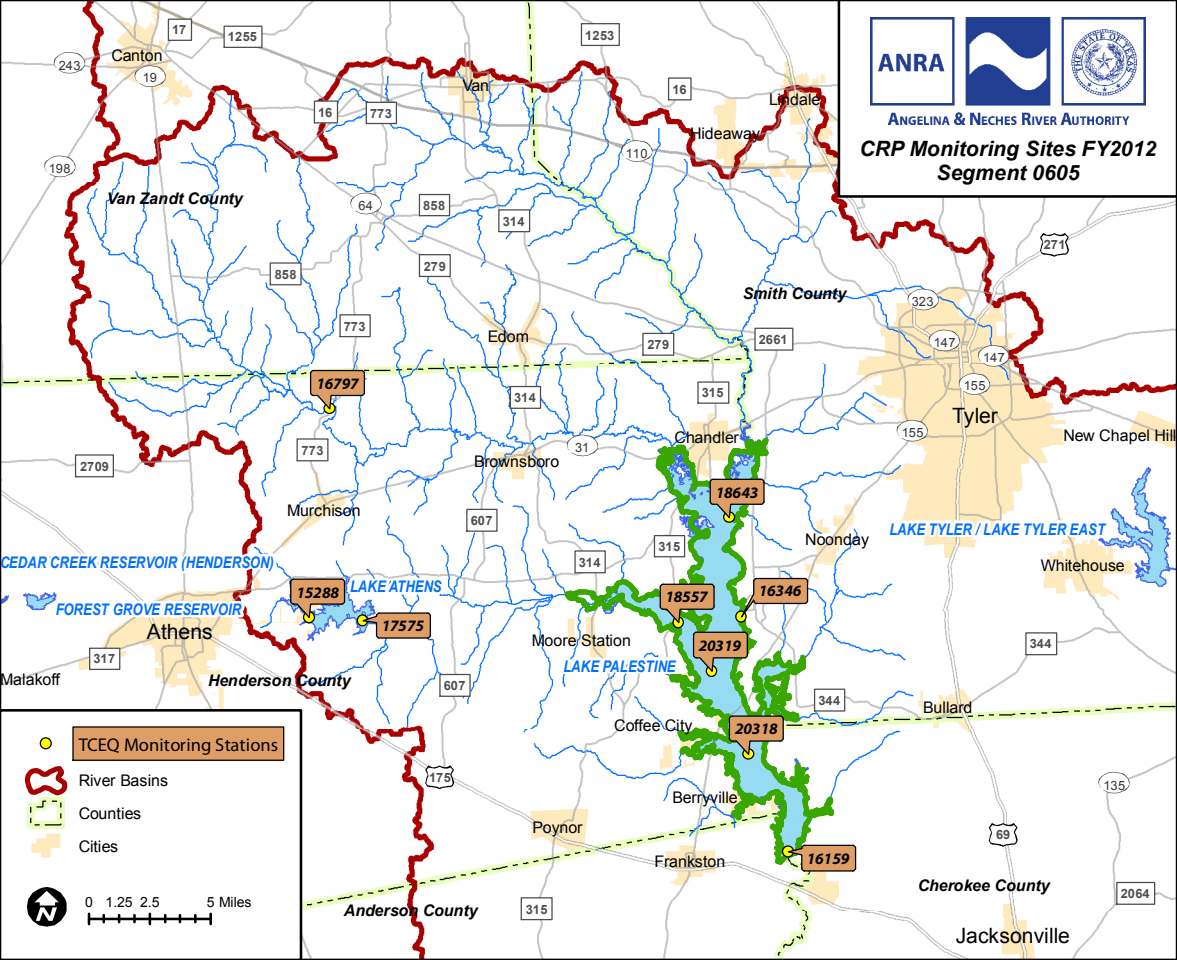 ANRA
THE STATE OF TEXAS
ANGELINA & NECHES RIVER AUTHORITY
CRP Monitoring Sites FY2012
Segment 0605
17
1255
1253
Canton
243
19
Van
16
16
773
Lindale
Hideaway
110
198
Van Zandt County
64
858
314
271
858
279
Smith County
323
773
Edom
279
2661
147
147
16797
155
314
315
Tyler
773
Chandler
31
155
New Chapel Hill
2709
Brownsboro
18643
Murchison
607
LAKE TYLER / LAKE TYLER EAST
315
Noonday
CEDAR CREEK RESERVOIR (HENDERSON)
314
Whitehouse
LAKE ATHENS
15288
18557
16346
FOREST GROVE RESERVOIR
17575
Athens
Moore Station
20319
344
317
LAKE PALESTINE
Malakoff
Henderson County
607
344
Bullard
Coffee City
20318
TCEQ Monitoring Stations
River Basins
175
135
Counties
Berryville
Cities
Poynor
69
Frankston
16159
Cherokee County
2064
0 1.25 2.5 5 Miles
N
Anderson County
315
Jacksonville